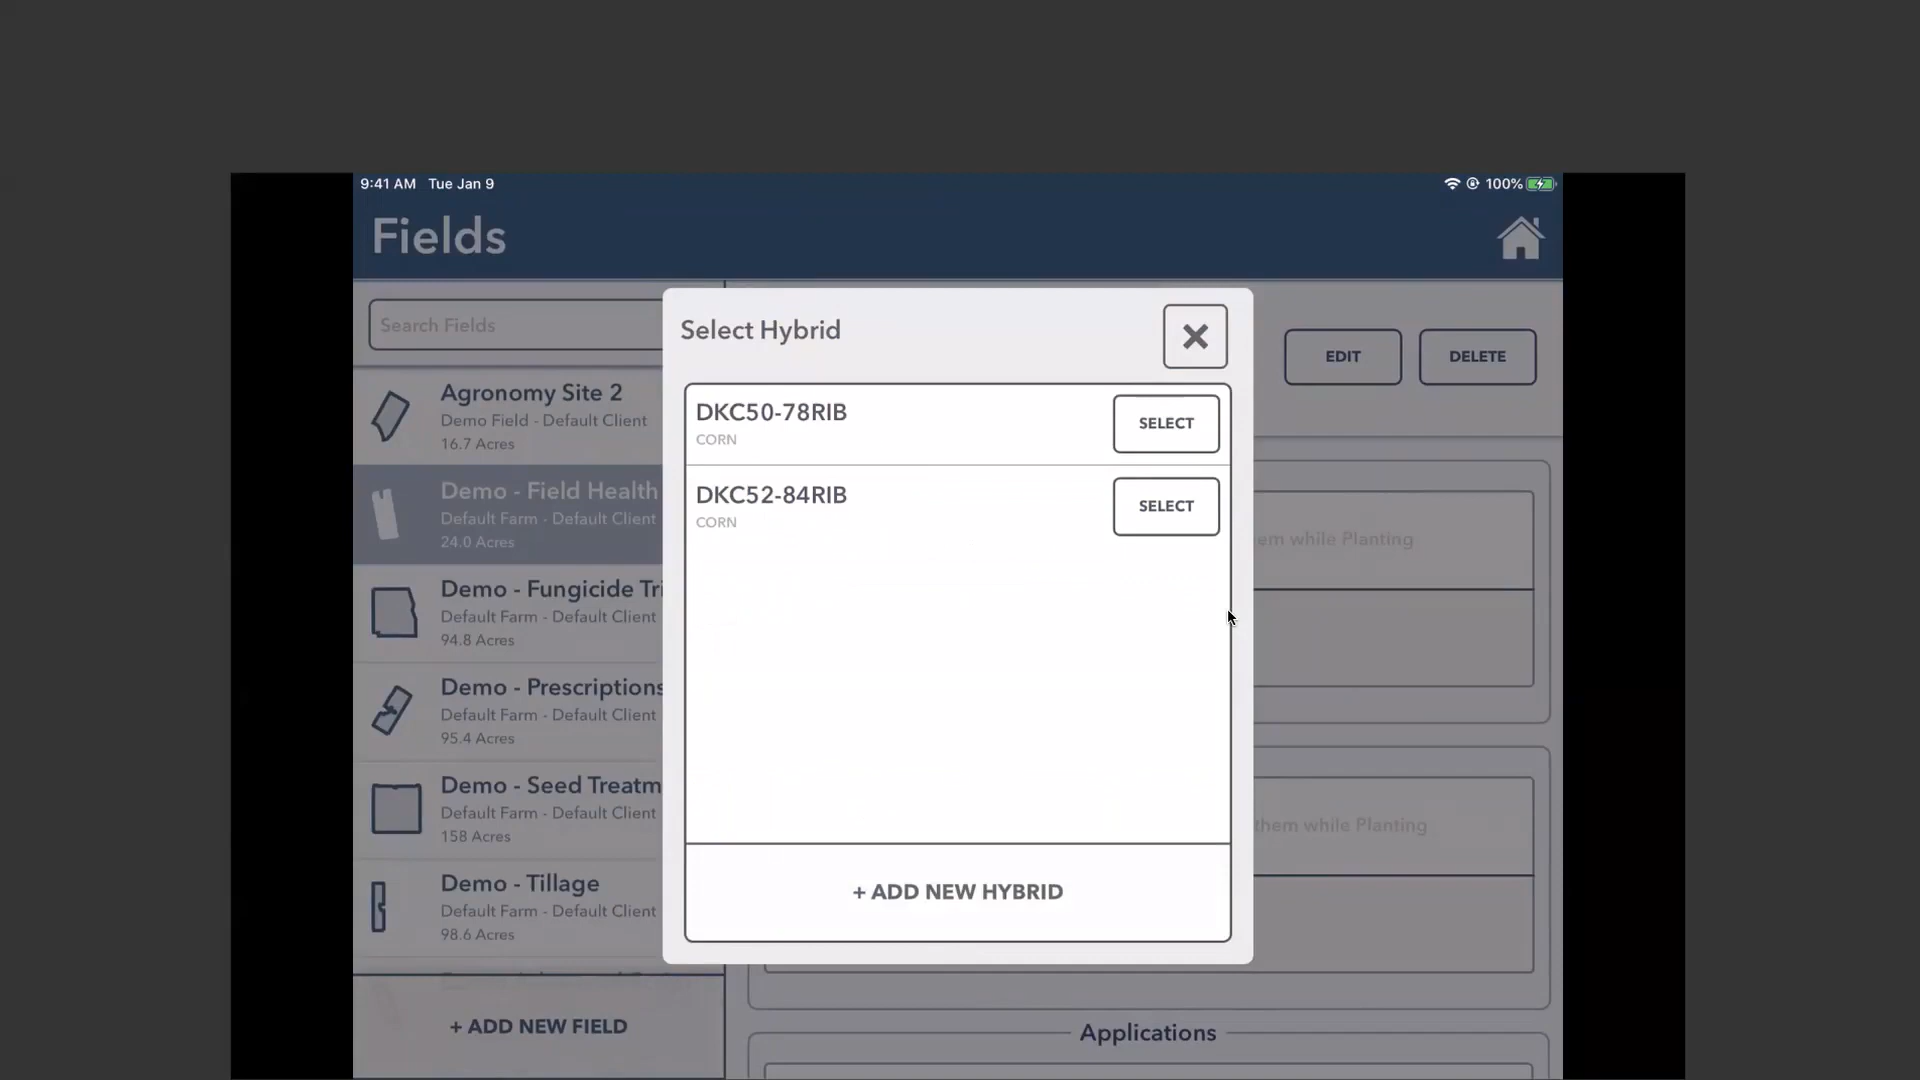 9:41 AM Tue Jan 9
100%
Fields
Search Fields
Agronomy Site 2
Demo Field - Default Client
16.7 Acres
Demo - Field Health
Default Farm - Default Client
24.0 Acres
Demo - Fungicide Tri
Default Farm - Default Client
94.8 Acres
Demo - Prescriptions
Default Farm - Default Client
95.4 Acres
Demo - Seed Treatm
Default Farm - Default Client
158 Acres
Demo - Tillage
Default Farm - Default Client
98.6 Acres
+ ADD NEW FIELD
Select Hybrid
DKC50-78RIB
CORN
SELECT
DKC52-84RIB
CORN
SELECT
+ ADD NEW HYBRID
EDIT
DELETE
em while Planting
them while Planting
Applications